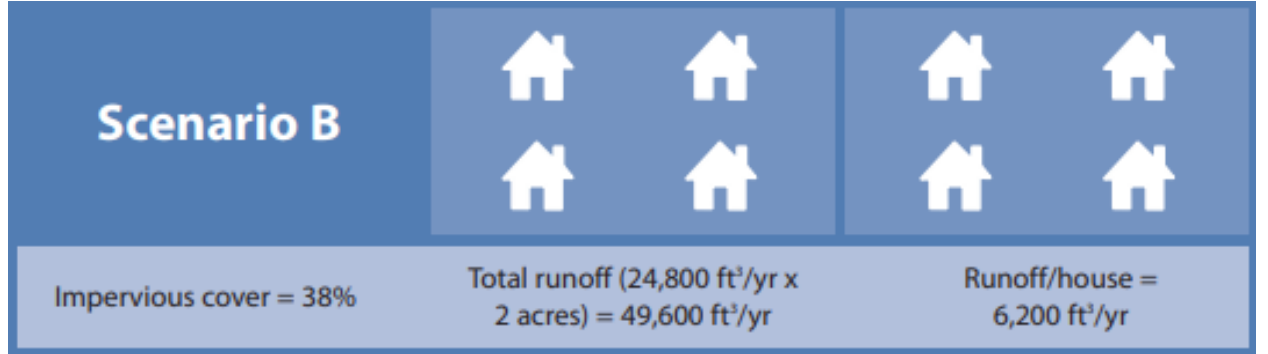 Scenario B
Impervious cover = 38%
Total runoff (24,800 ft³/yr x
2 acres) = 49,600 ft³/yr
Runoff/house =
6,200 ft³/yr